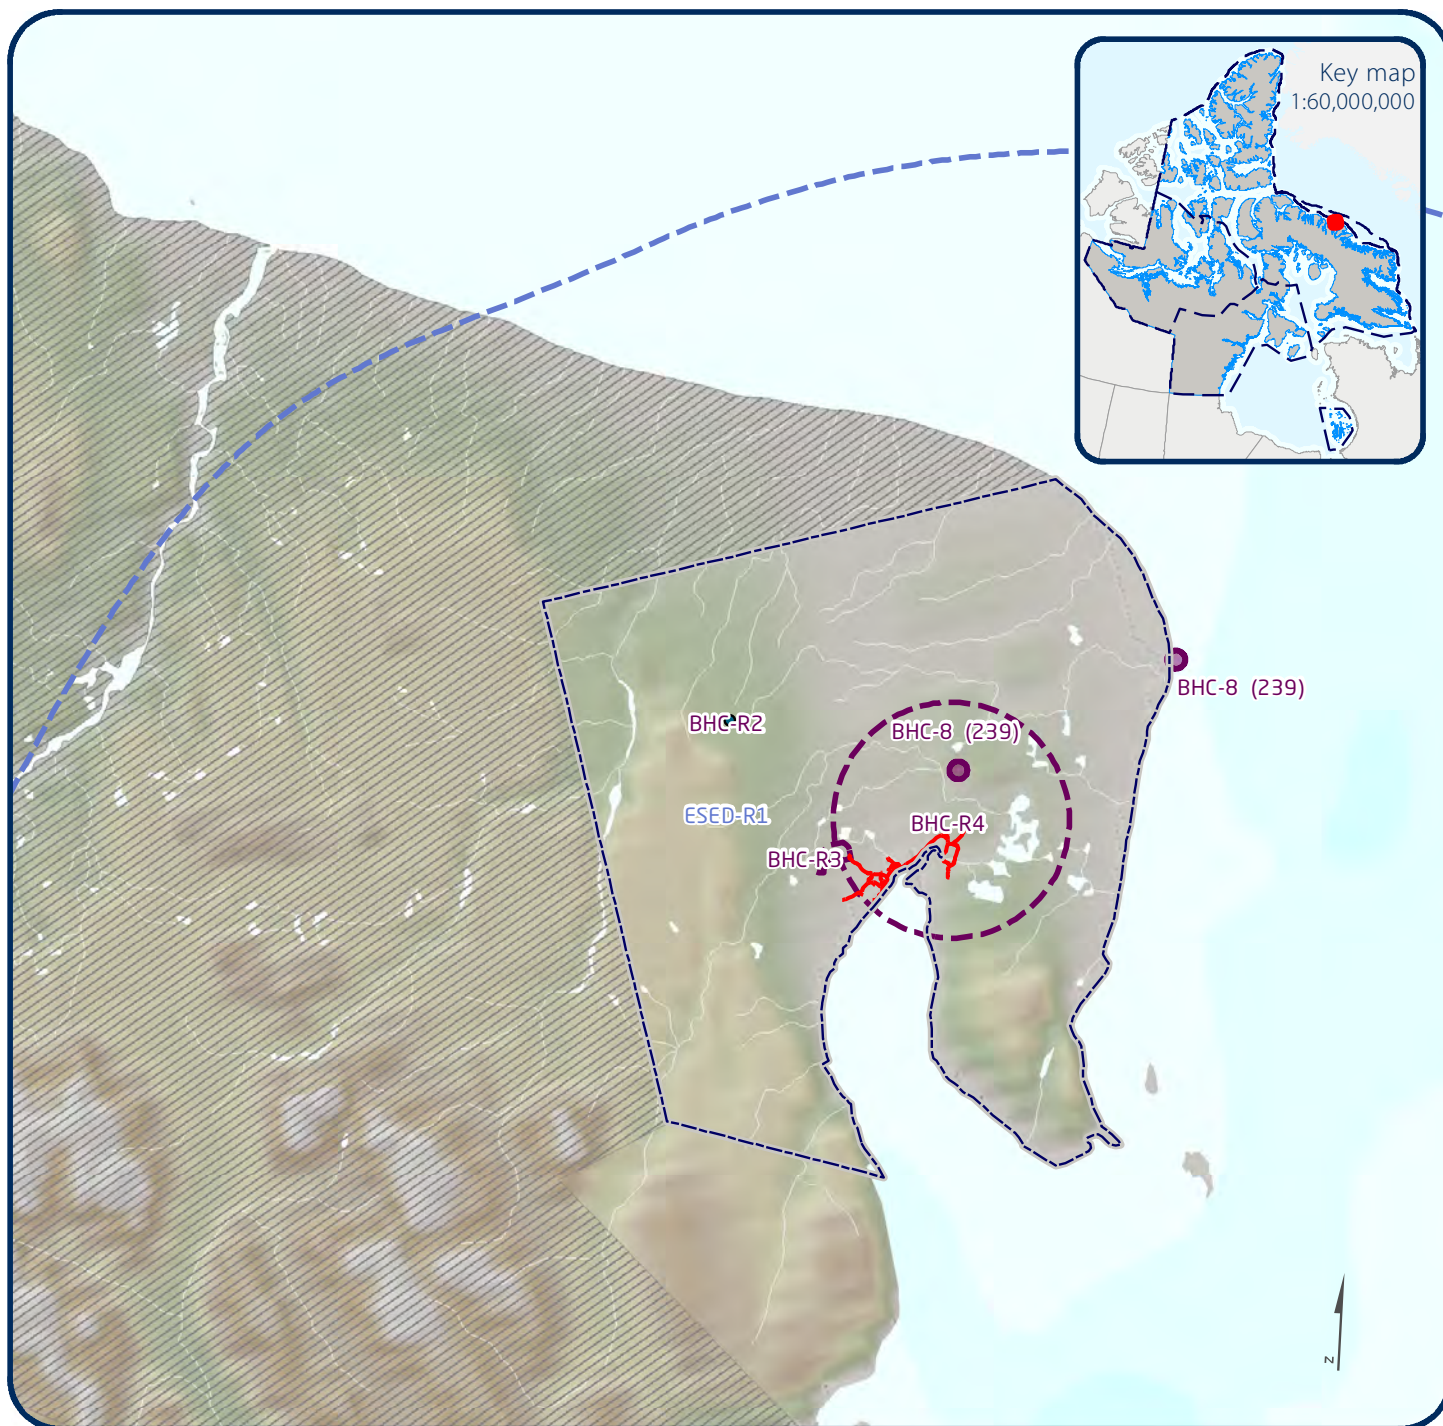 Key map
1:60,000,000
BHC-8 (239)
BHC-R2
BHC-8 (239)
ESED-R1
BHC-R4
BHC-R3
N